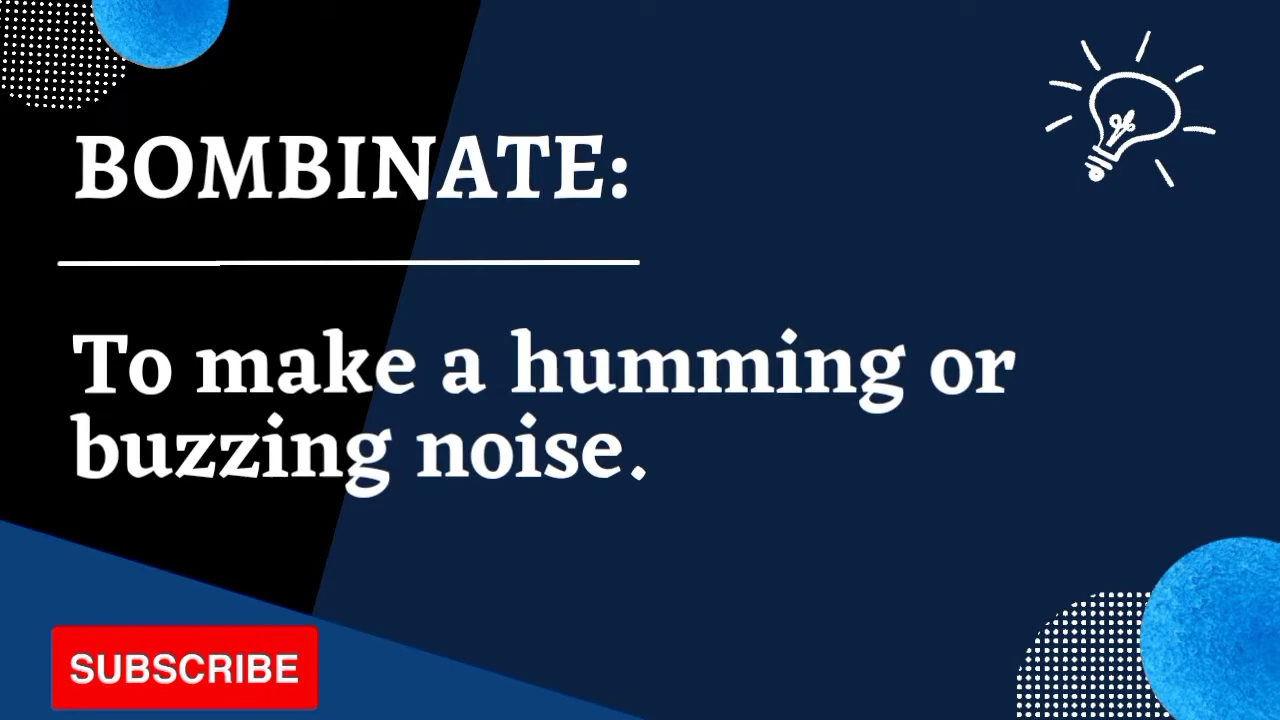 BOMBINATE:
To make a humming or
buzzing noise.
SUBSCRIBE